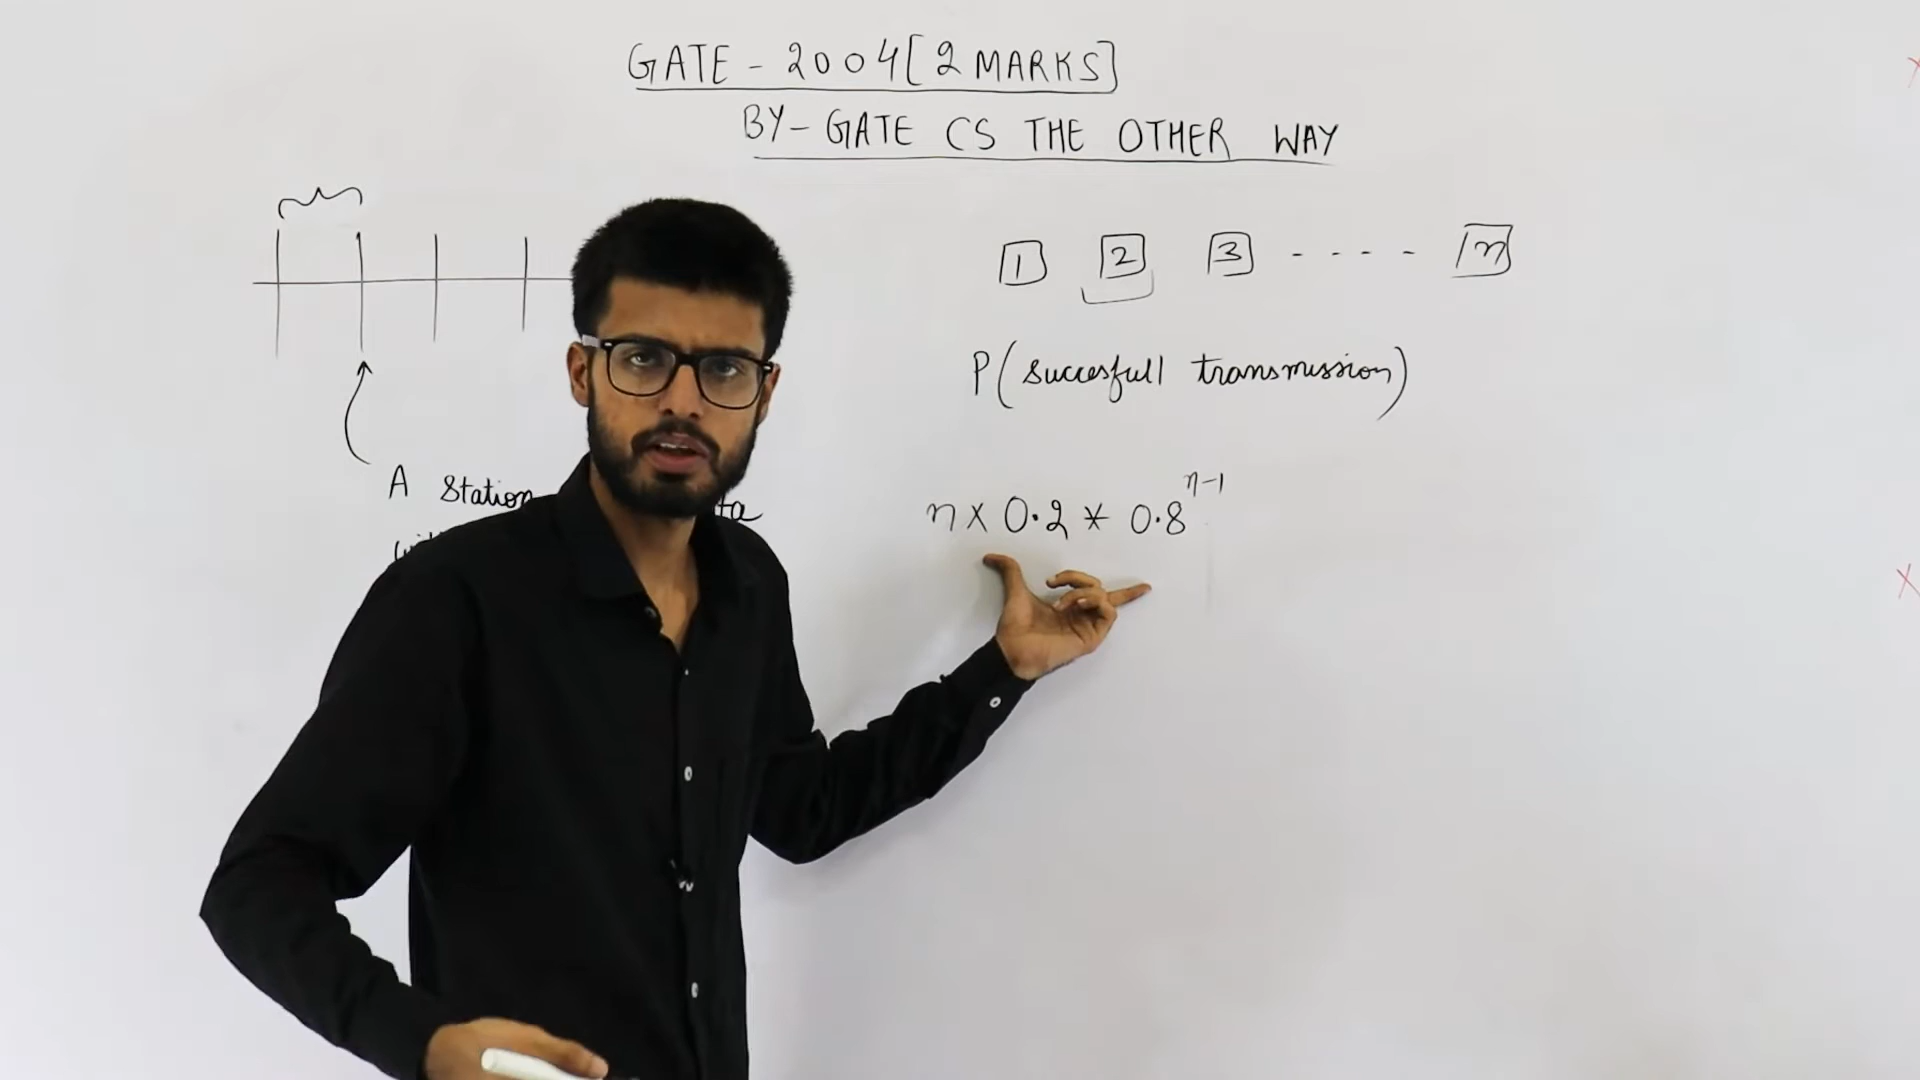 GATE - 2004 [2 MARKS]
BY - GATE CS THE OTHER WAY
1 2 3 - - - - n
P(succesfull transmission)
A station
n × 0.2 * 0.8^{n-1}